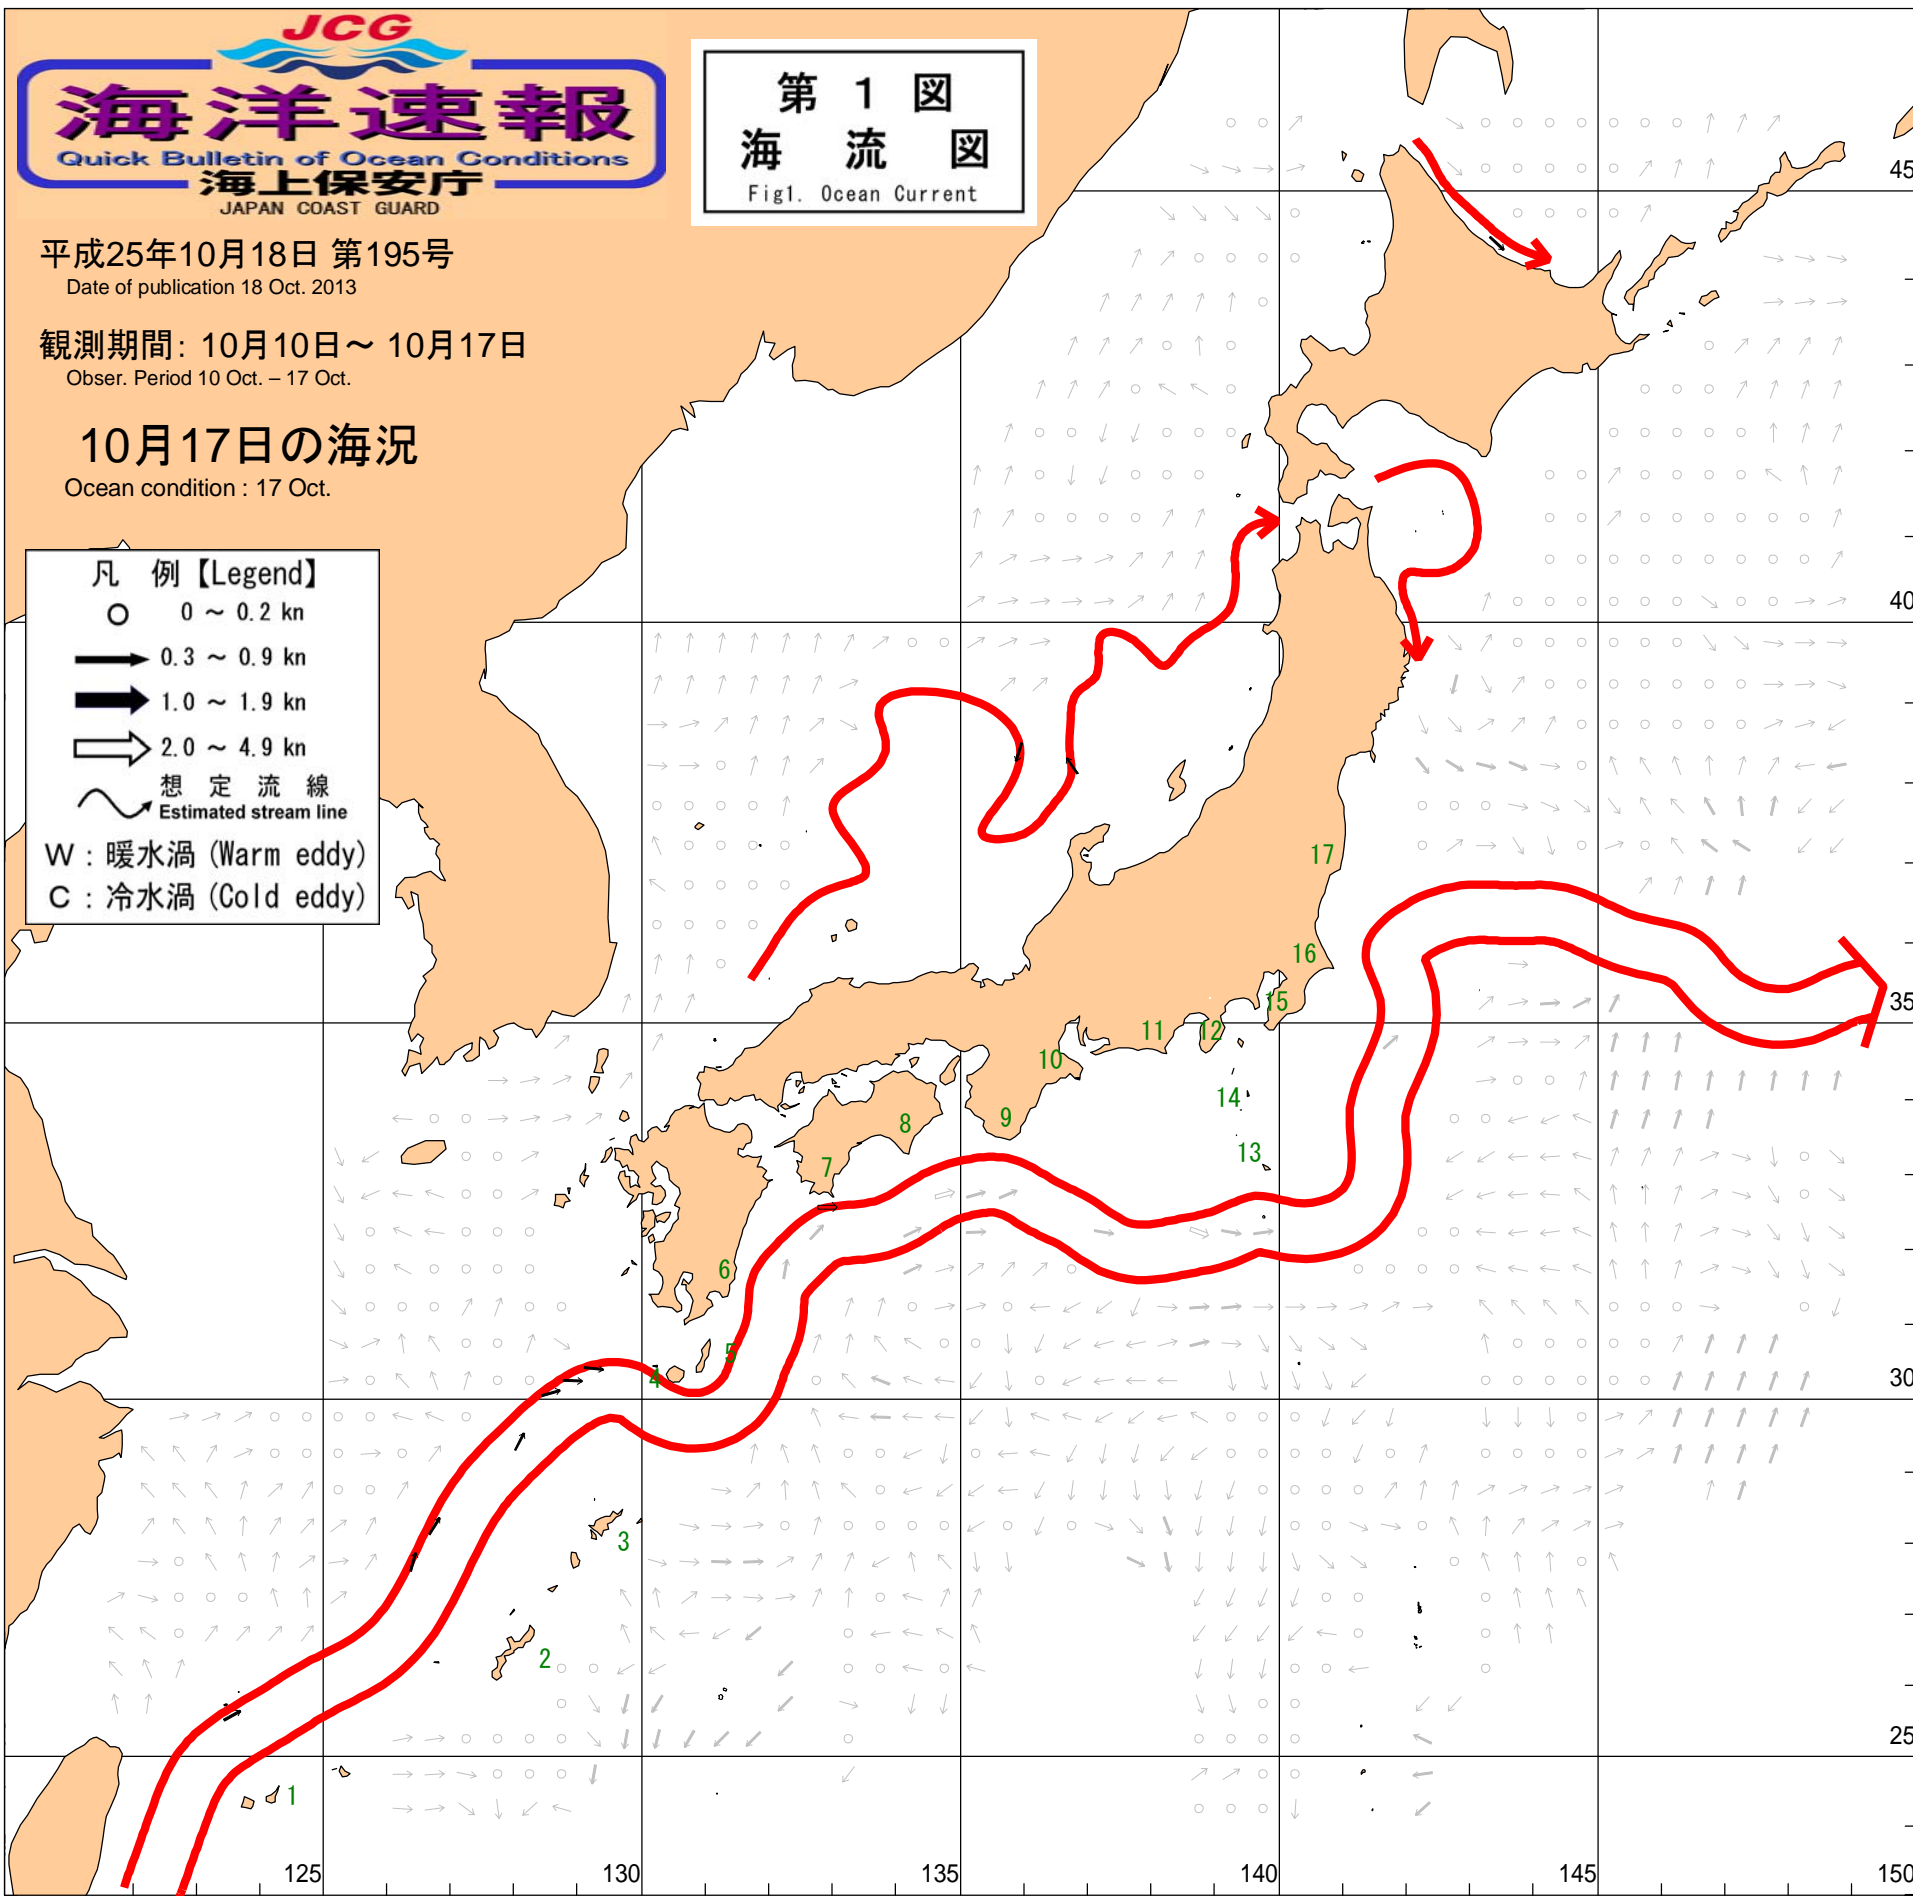 JCG
海洋速報
Quick Bulletin of Ocean Conditions
海上保安庁
JAPAN COAST GUARD
第 1 図
海 流 図
Fig1. Ocean Current
平成25年10月18日 第195号
Date of publication 18 Oct. 2013
観測期間: 10月10日～ 10月17日
Obser. Period 10 Oct. – 17 Oct.
10月17日の海況
Ocean condition : 17 Oct.
凡 例【Legend】
0 ～ 0.2 kn
0.3 ～ 0.9 kn
1.0 ～ 1.9 kn
2.0 ～ 4.9 kn
想 定 流 線
Estimated stream line
W : 暖水渦 (Warm eddy)
C : 冷水渦 (Cold eddy)
45
40
35
30
25
17
16
15
11
12
10
14
8
9
13
7
6
5
4
3
2
1
125
130
135
140
145
150